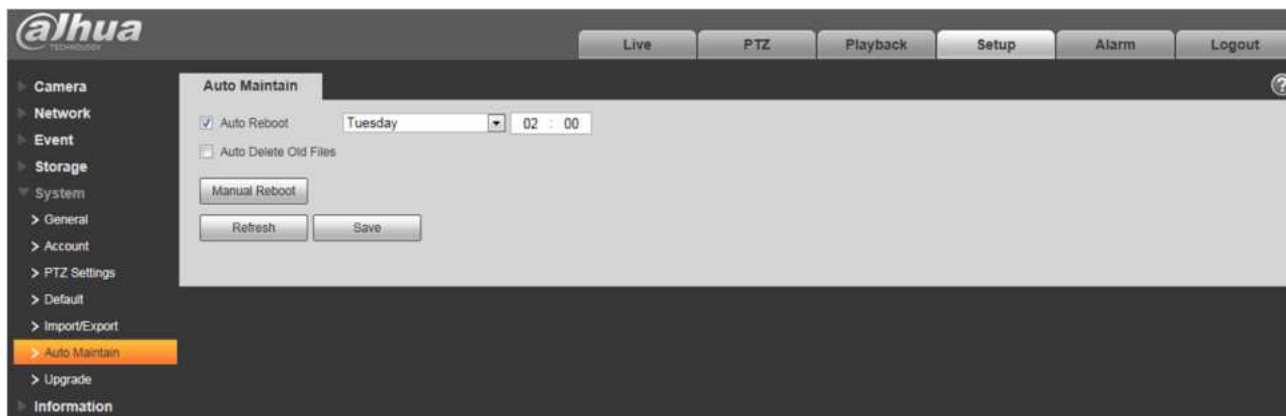 alhua
TECHNOLOGY
Live PTZ Playback Setup Alarm Logout
Camera
Network
Event
Storage
System
> General
> Account
> PTZ Settings
> Default
> Import/Export
> Auto Maintain
> Upgrade
Information
Auto Maintain
?
Auto Reboot Tuesday 02 : 00
Auto Delete Old Files
Manual Reboot
Refresh Save